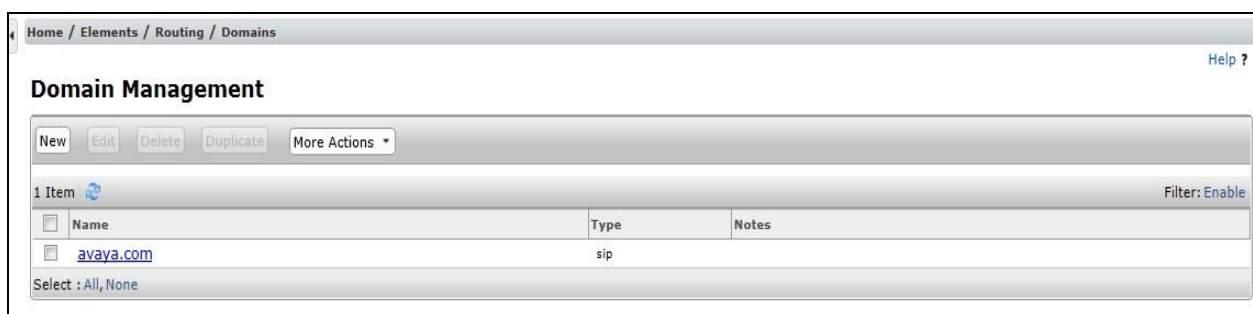 Home / Elements / Routing / Domains
Help ?
Domain Management
New Edit Delete Duplicate More Actions
1 Item Filter: Enable
Name Type Notes
avaya.com sip
Select : All, None